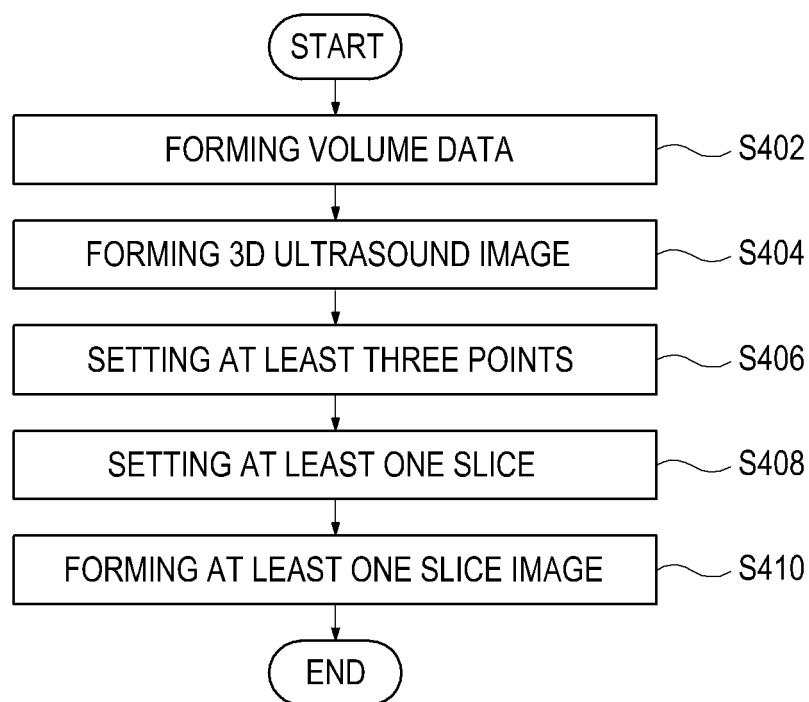 START
FORMING VOLUME DATA S402
FORMING 3D ULTRASOUND IMAGE S404
SETTING AT LEAST THREE POINTS S406
SETTING AT LEAST ONE SLICE S408
FORMING AT LEAST ONE SLICE IMAGE S410
END